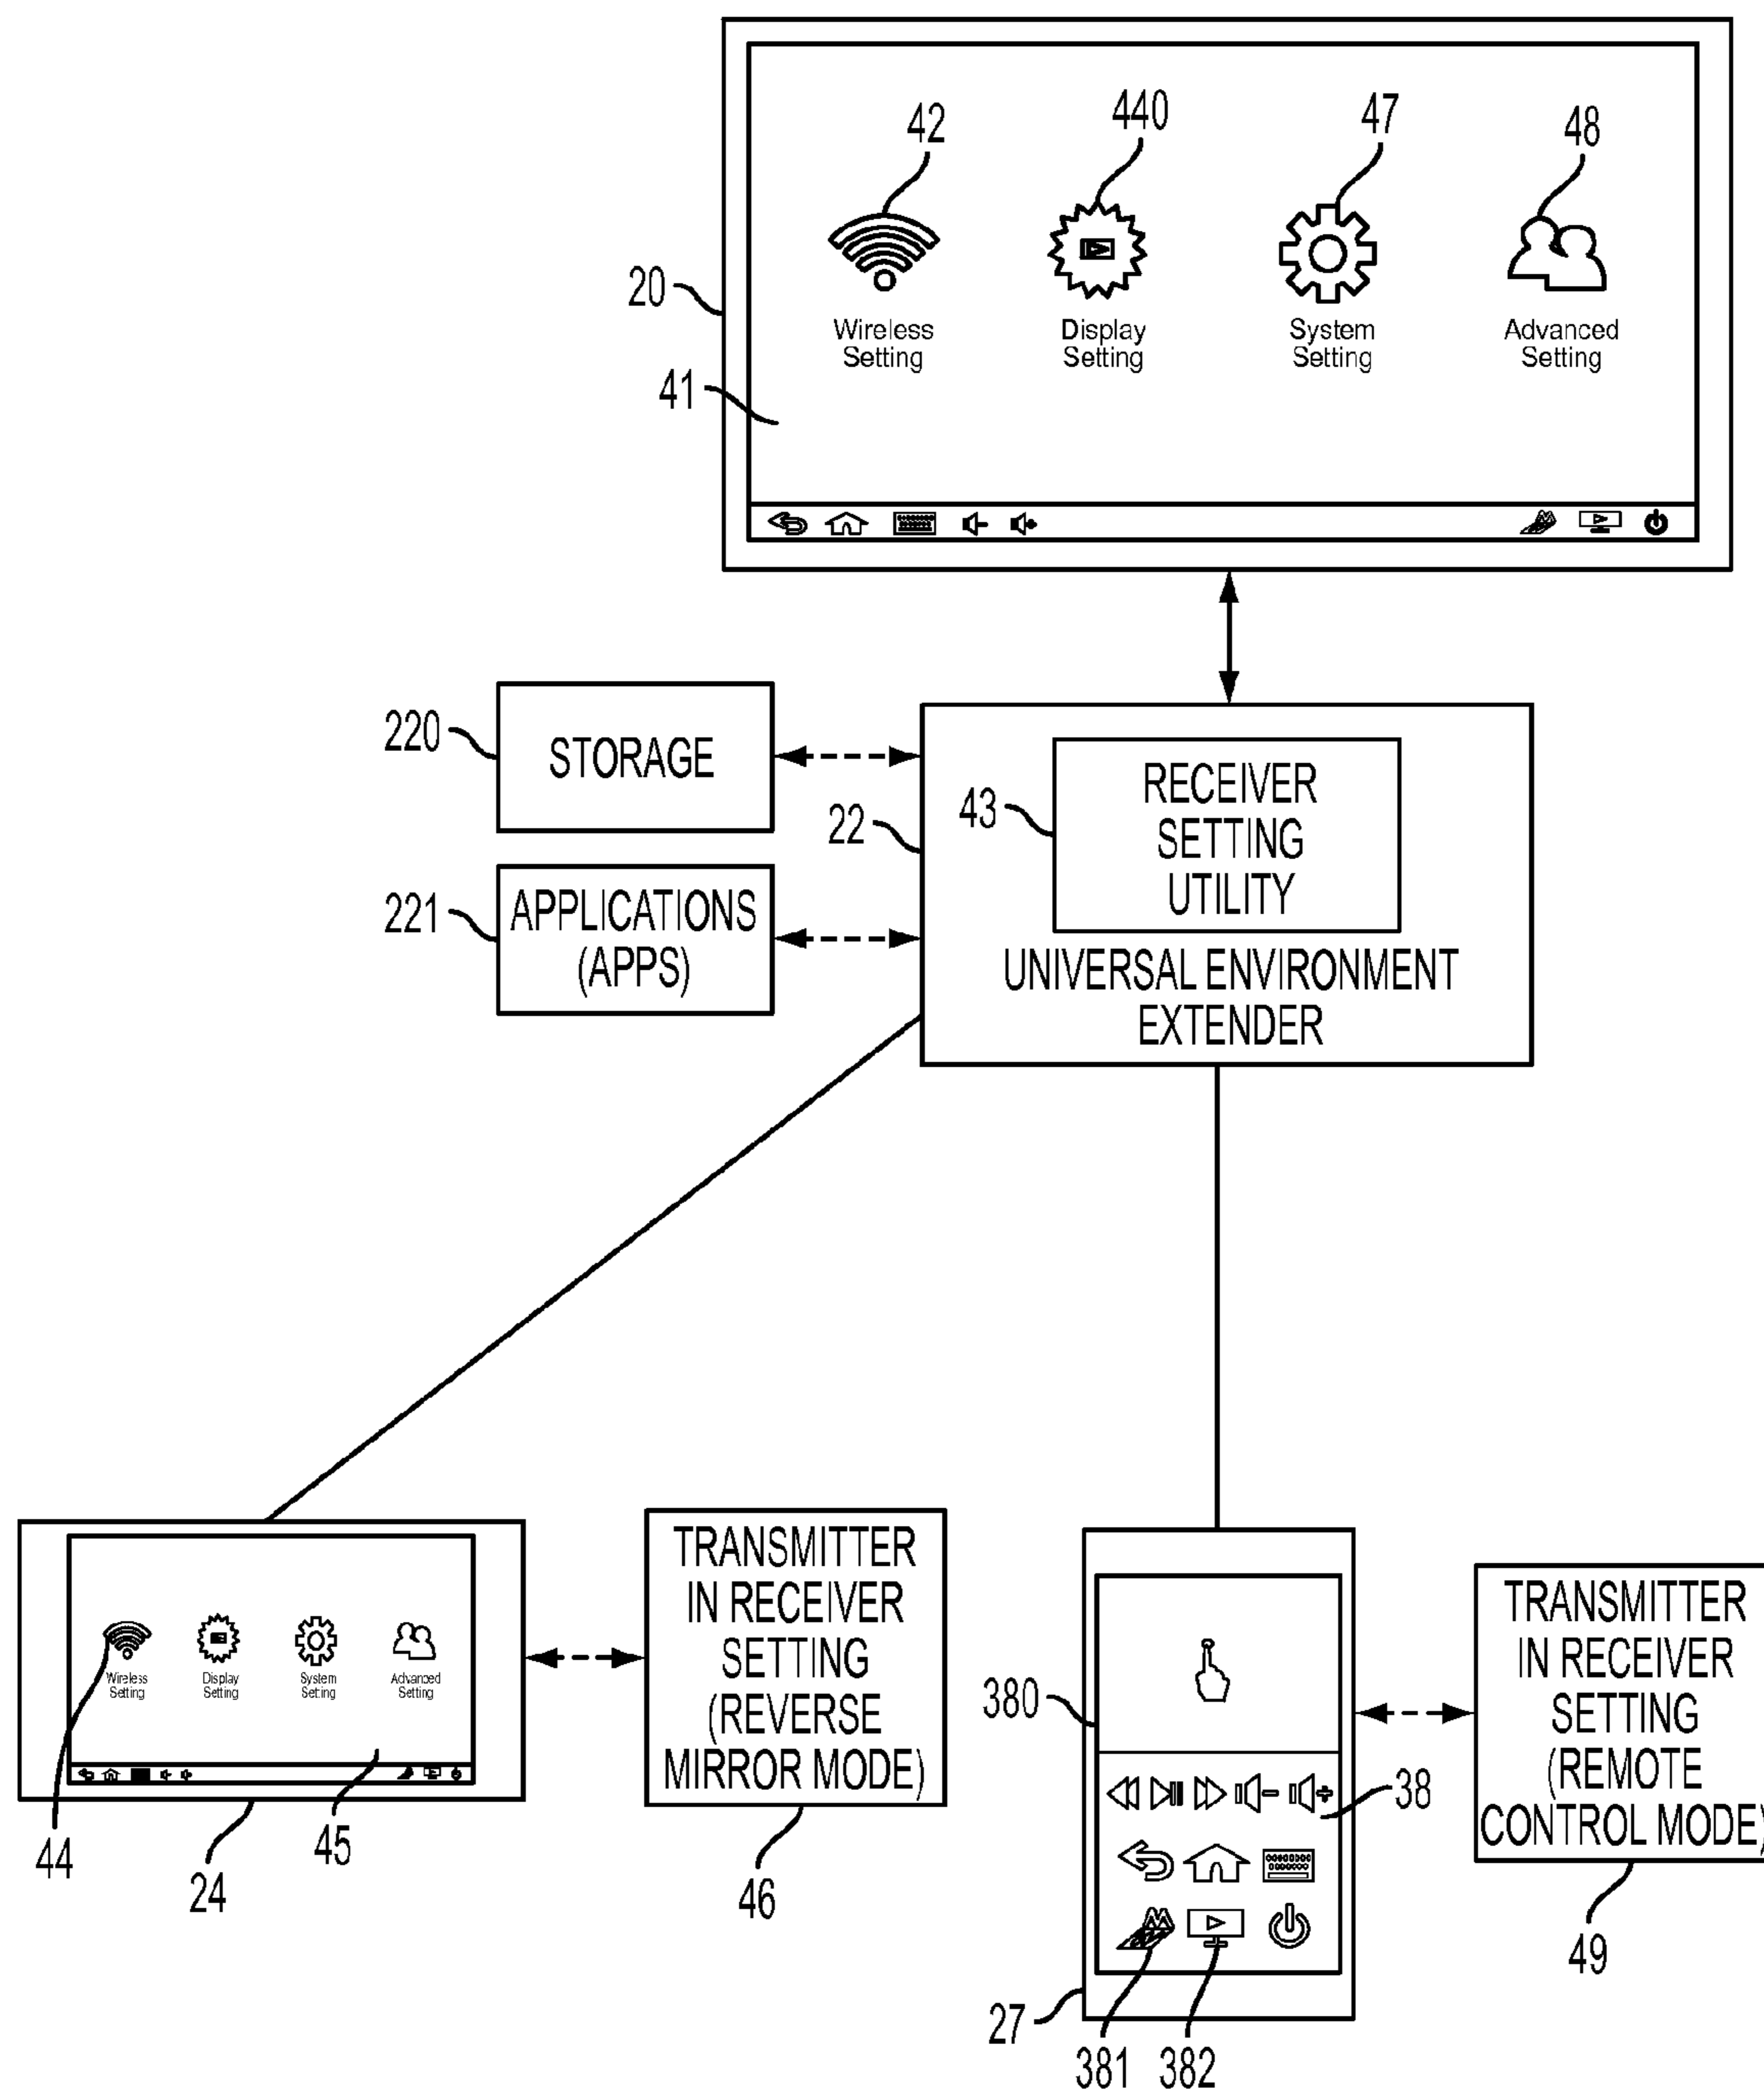 42
440
47
48
20
Wireless
Setting
Display
Setting
System
Setting
Advanced
Setting
41
220
STORAGE
22
43
RECEIVER
SETTING
UTILITY
221
APPLICATIONS
(APPS)
UNIVERSAL ENVIRONMENT
EXTENDER
Wireless
Setting
Display
Setting
System
Setting
Advanced
Setting
44
24
45
TRANSMITTER
IN RECEIVER
SETTING
(REVERSE
MIRROR MODE)
46
380
38
27
381
382
TRANSMITTER
IN RECEIVER
SETTING
(REMOTE
CONTROL MODE)
49